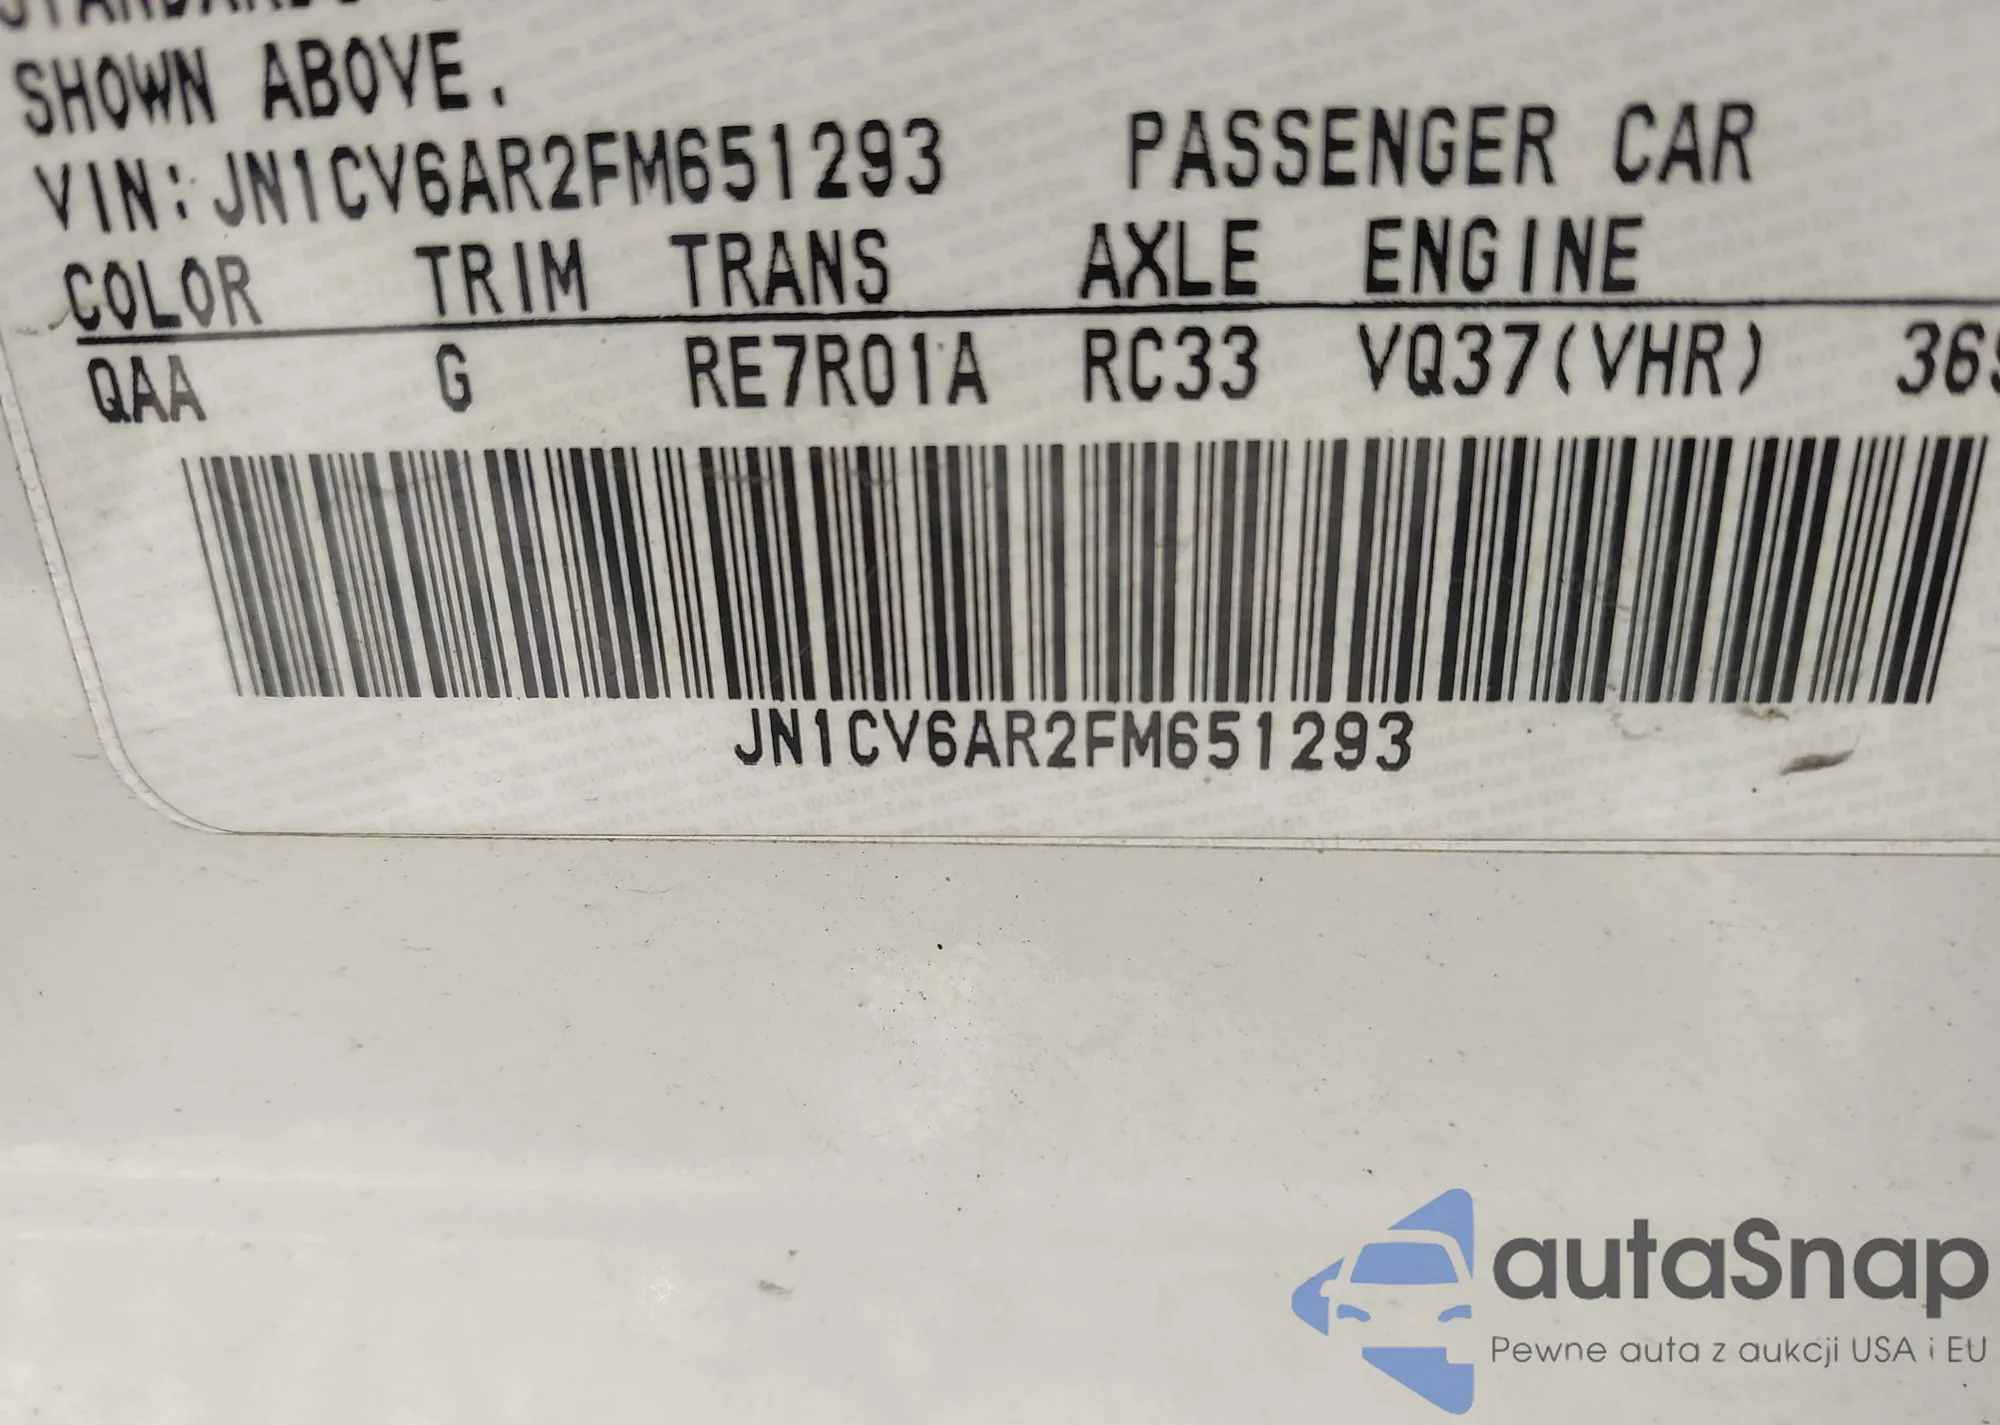 SHOWN ABOVE.
VIN:JN1CV6AR2FM651293 PASSENGER CAR
COLOR TRIM TRANS AXLE ENGINE
QAA G RE7R01A RC33 VQ37(VHR)
JN1CV6AR2FM651293
autaSnap
Pewne auta z aukcji USA i EU